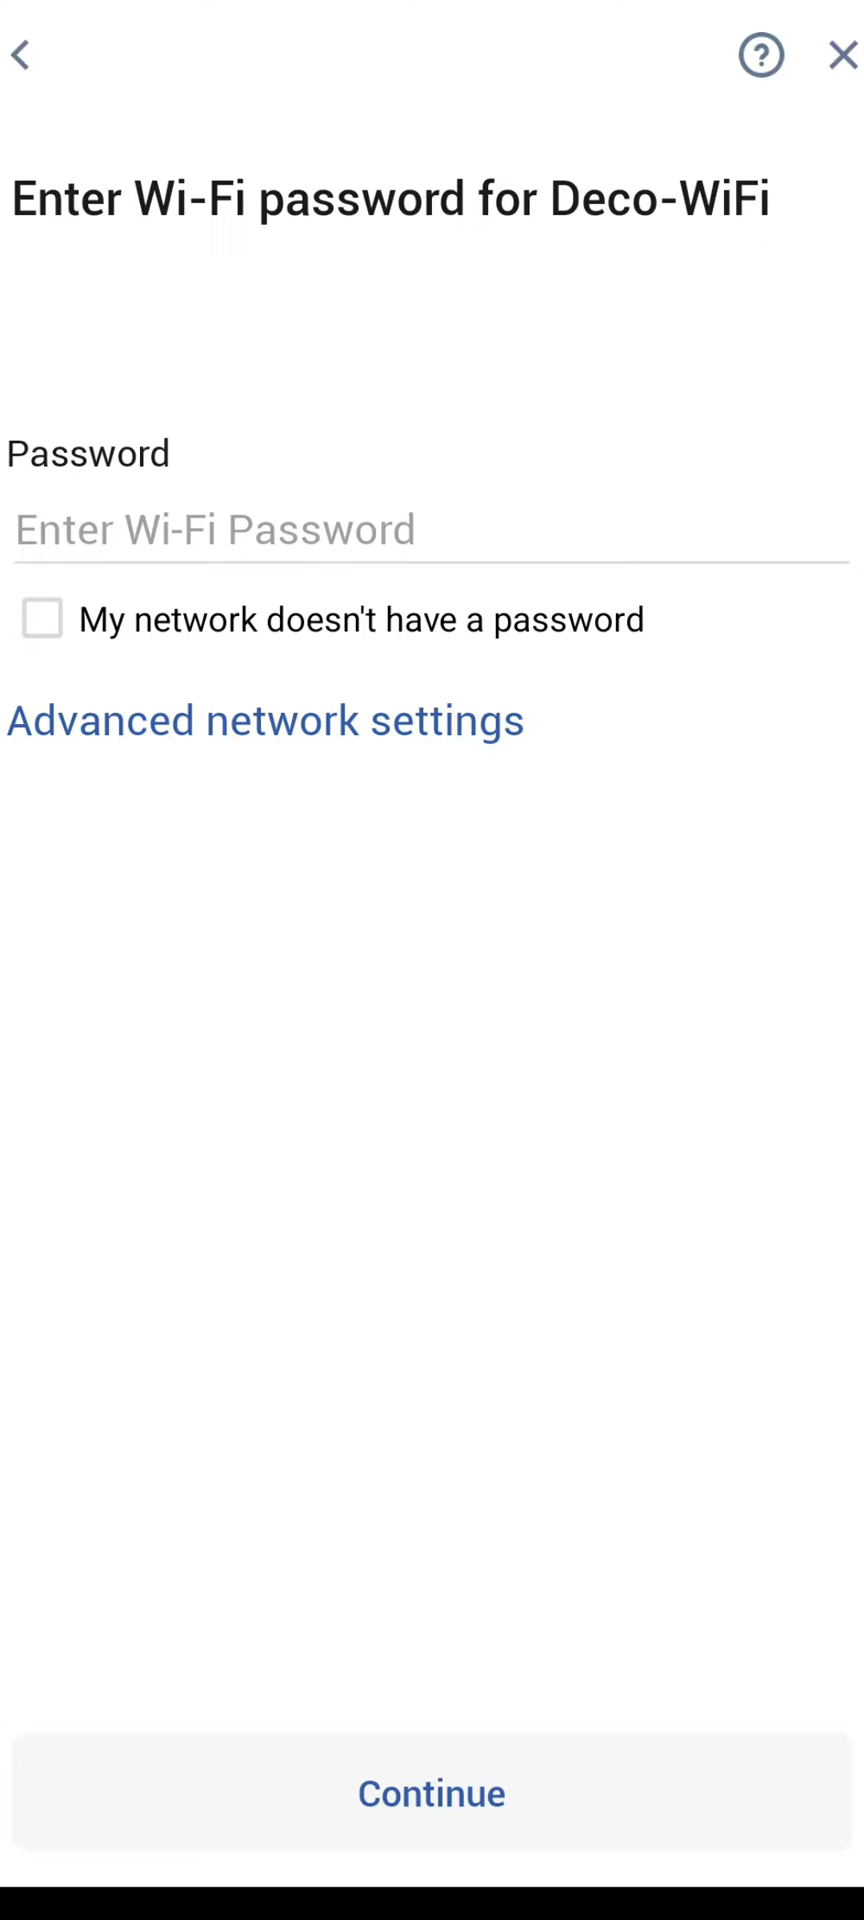 Enter Wi-Fi password for Deco-WiFi
Password
Enter Wi-Fi Password
My network doesn't have a password
Advanced network settings
Continue